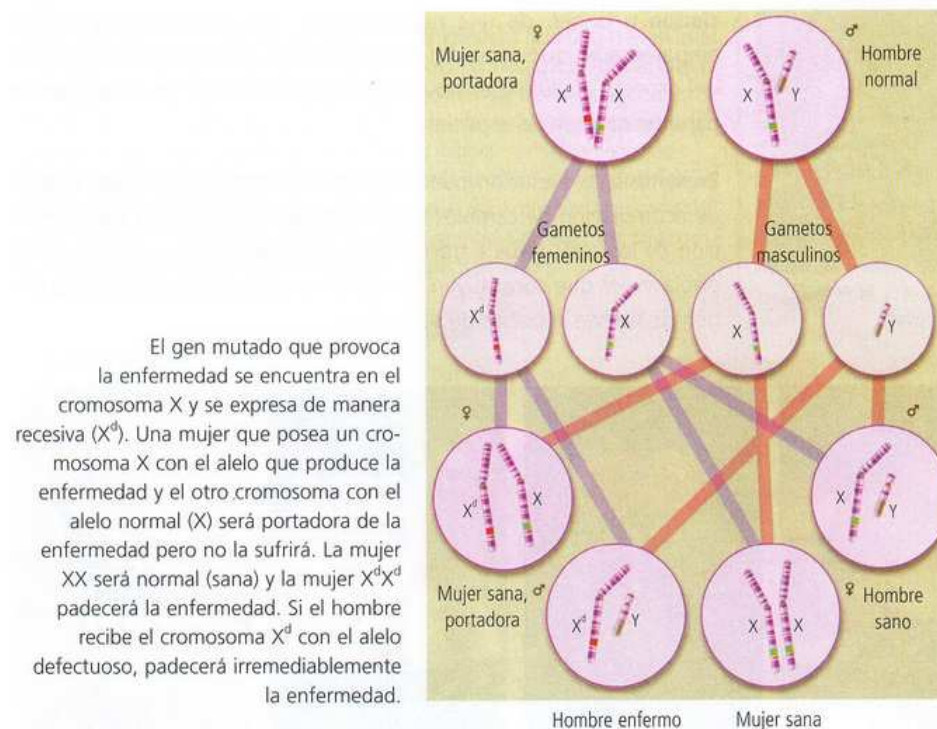 ♀
Mujer sana,
portadora
X^d
X
♂
Hombre
normal
X
Y
Gametos
femeninos
Gametos
masculinos
X^d
X
X
Y
El gen mutado que provoca
la enfermedad se encuentra en el
cromosoma X y se expresa de manera
recesiva (X^d). Una mujer que posea un cro-
mosoma X con el alelo que produce la
enfermedad y el otro cromosoma con el
alelo normal (X) será portadora de la
enfermedad pero no la sufrirá. La mujer
XX será normal (sana) y la mujer X^dX^d
padecerá la enfermedad. Si el hombre
recibe el cromosoma X^d con el alelo
defectuoso, padecerá irremediablemente
la enfermedad.
♀
X^d
X
Mujer sana,
portadora
♂
X^d
Y
Hombre enfermo
♀
X
X
Mujer sana
♂
X
Y
Hombre
sano